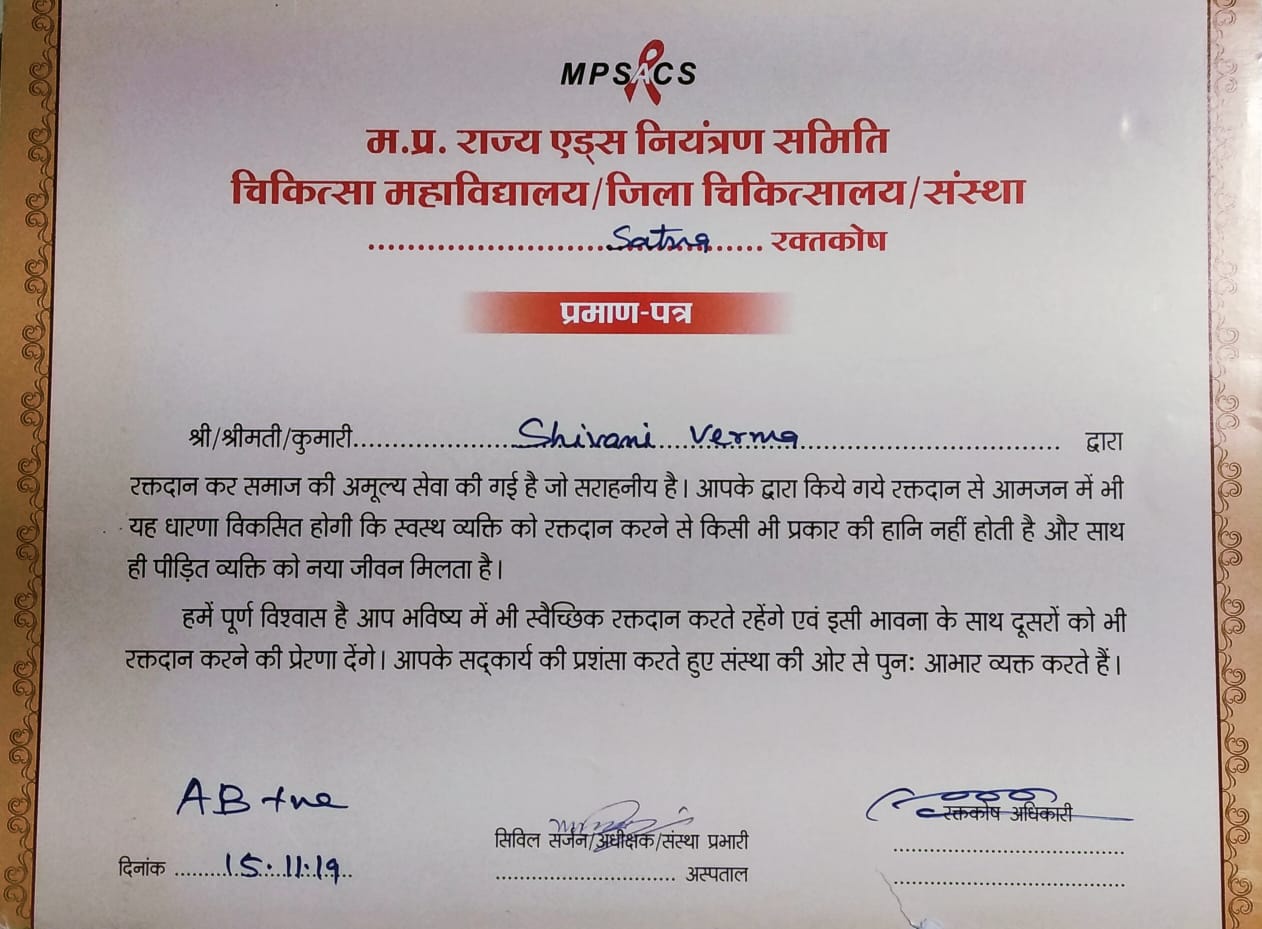 MPSACS
म.प्र. राज्य एड्स नियंत्रण समिति
चिकित्सा महाविद्यालय/जिला चिकित्सालय/संस्था
....................Satna...... रक्तकोष
प्रमाण-पत्र
श्री/श्रीमती/कुमारी....................Shivani Verma.............................. द्वारा
रक्तदान कर समाज की अमूल्य सेवा की गई है जो सराहनीय है। आपके द्वारा किये गये रक्तदान से आमजन में भी
यह धारणा विकसित होगी कि स्वस्थ व्यक्ति को रक्तदान करने से किसी भी प्रकार की हानि नहीं होती है और साथ
ही पीड़ित व्यक्ति को नया जीवन मिलता है।
हमें पूर्ण विश्वास है आप भविष्य में भी स्वैच्छिक रक्तदान करते रहेंगे एवं इसी भावना के साथ दूसरों को भी
रक्तदान करने की प्रेरणा देंगे। आपके सद्कार्य की प्रशंसा करते हुए संस्था की ओर से पुनः आभार व्यक्त करते हैं।
AB +ve
दिनांक ........15.11.19..
सिविल सर्जन/अधीक्षक/संस्था प्रभारी
............................ अस्पताल
रक्तकोष अधिकारी